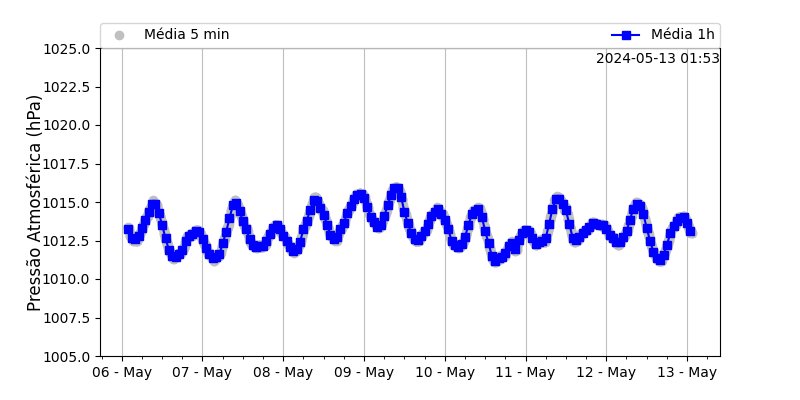 Média 5 min
Média 1h
2024-05-13 01:53
Pressão Atmosférica (hPa)
1025.0
1022.5
1020.0
1017.5
1015.0
1012.5
1010.0
1007.5
1005.0
06 - May
07 - May
08 - May
09 - May
10 - May
11 - May
12 - May
13 - May